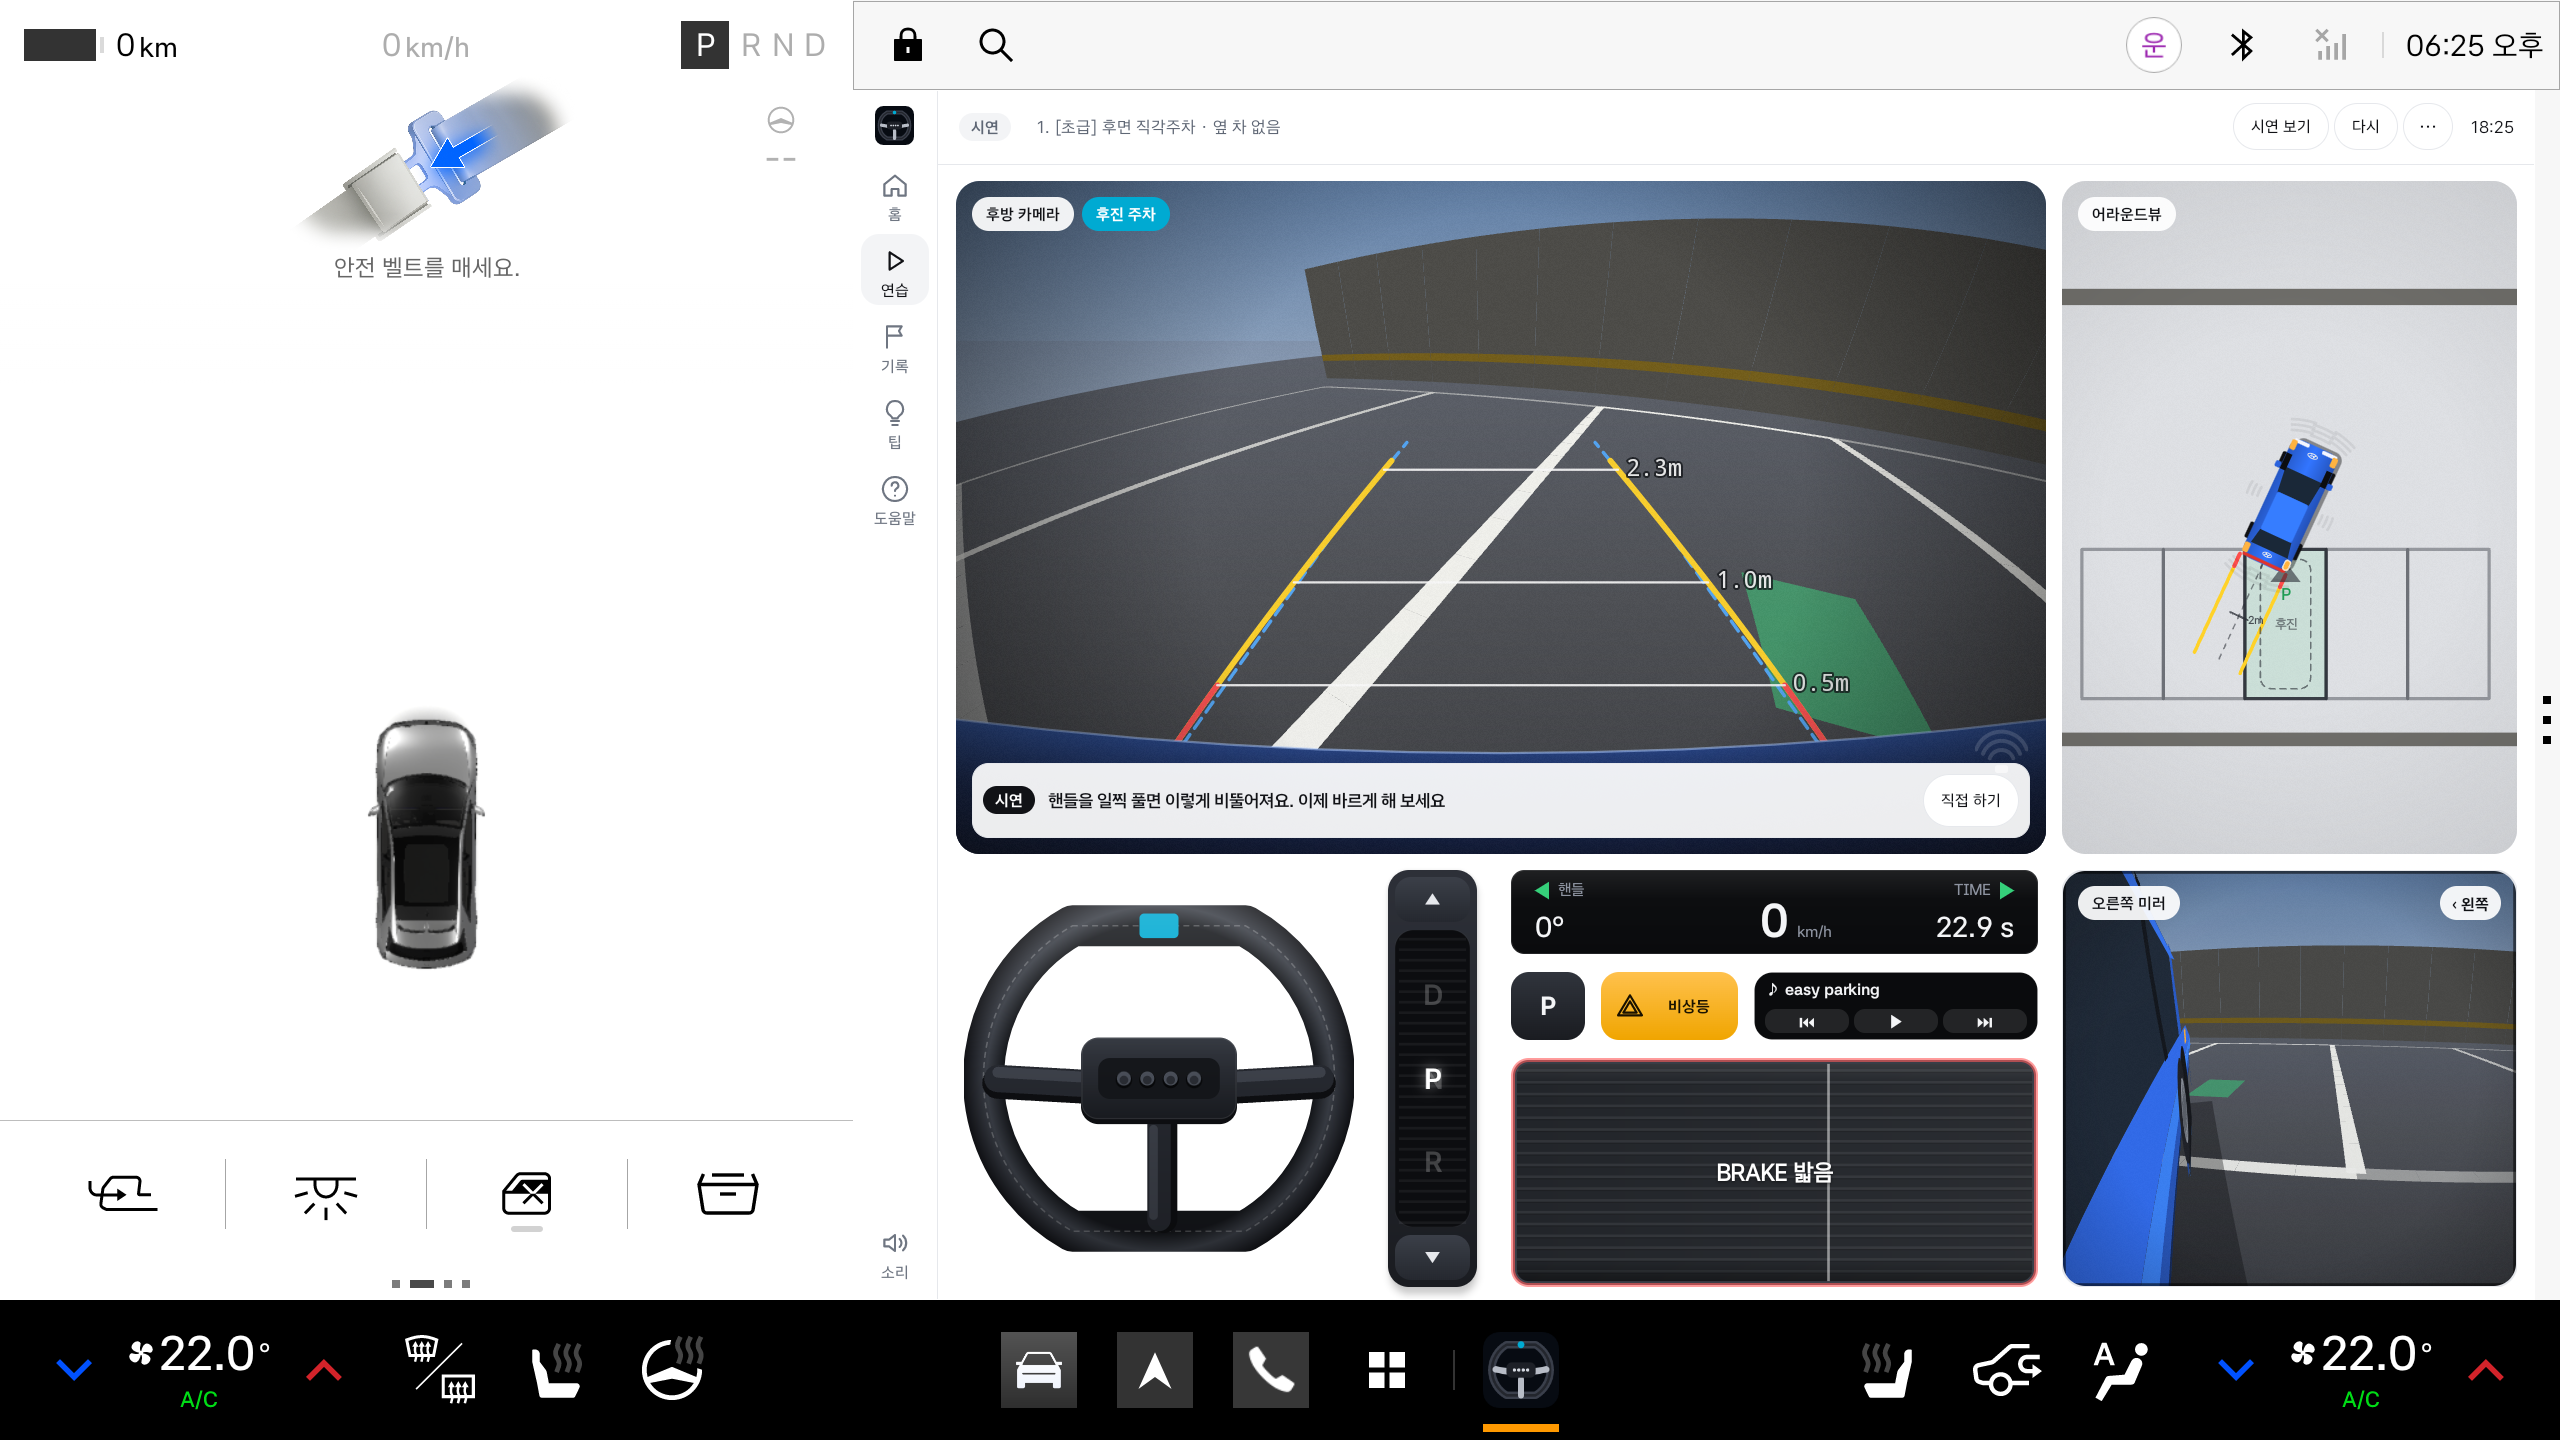 0 km
0 km/h
P R N D
운
06:25 오후
안전 벨트를 매세요.
홈
연습
기록
팁
도움말
소리
시연
1. [초급] 후면 직각주차 · 옆 차 없음
시연 보기
다시
···
18:25
후방 카메라
후진 주차
2.3m
1.0m
0.5m
시연
핸들을 일찍 풀면 이렇게 비뚤어져요. 이제 바르게 해 보세요
직접 하기
어라운드뷰
P
2m
후진
D
P
R
핸들
TIME
0°
0 km/h
22.9 s
P
비상등
♪ easy parking
BRAKE 밟음
오른쪽 미러
‹ 왼쪽
22.0°
A/C
A
22.0°
A/C